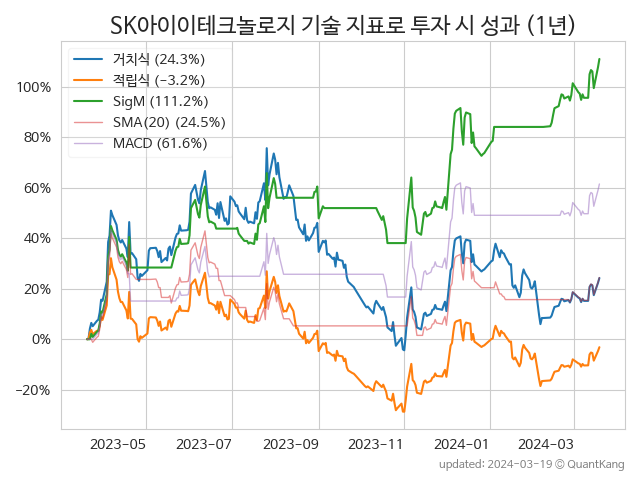 SK아이이테크놀로지 기술 지표로 투자 시 성과 (1년)
거치식 (24.3%)
적립식 (−3.2%)
SigM (111.2%)
SMA(20) (24.5%)
MACD (61.6%)
100%
80%
60%
40%
20%
0%
−20%
2023-05
2023-07
2023-09
2023-11
2024-01
2024-03
updated: 2024-03-19 © QuantKang